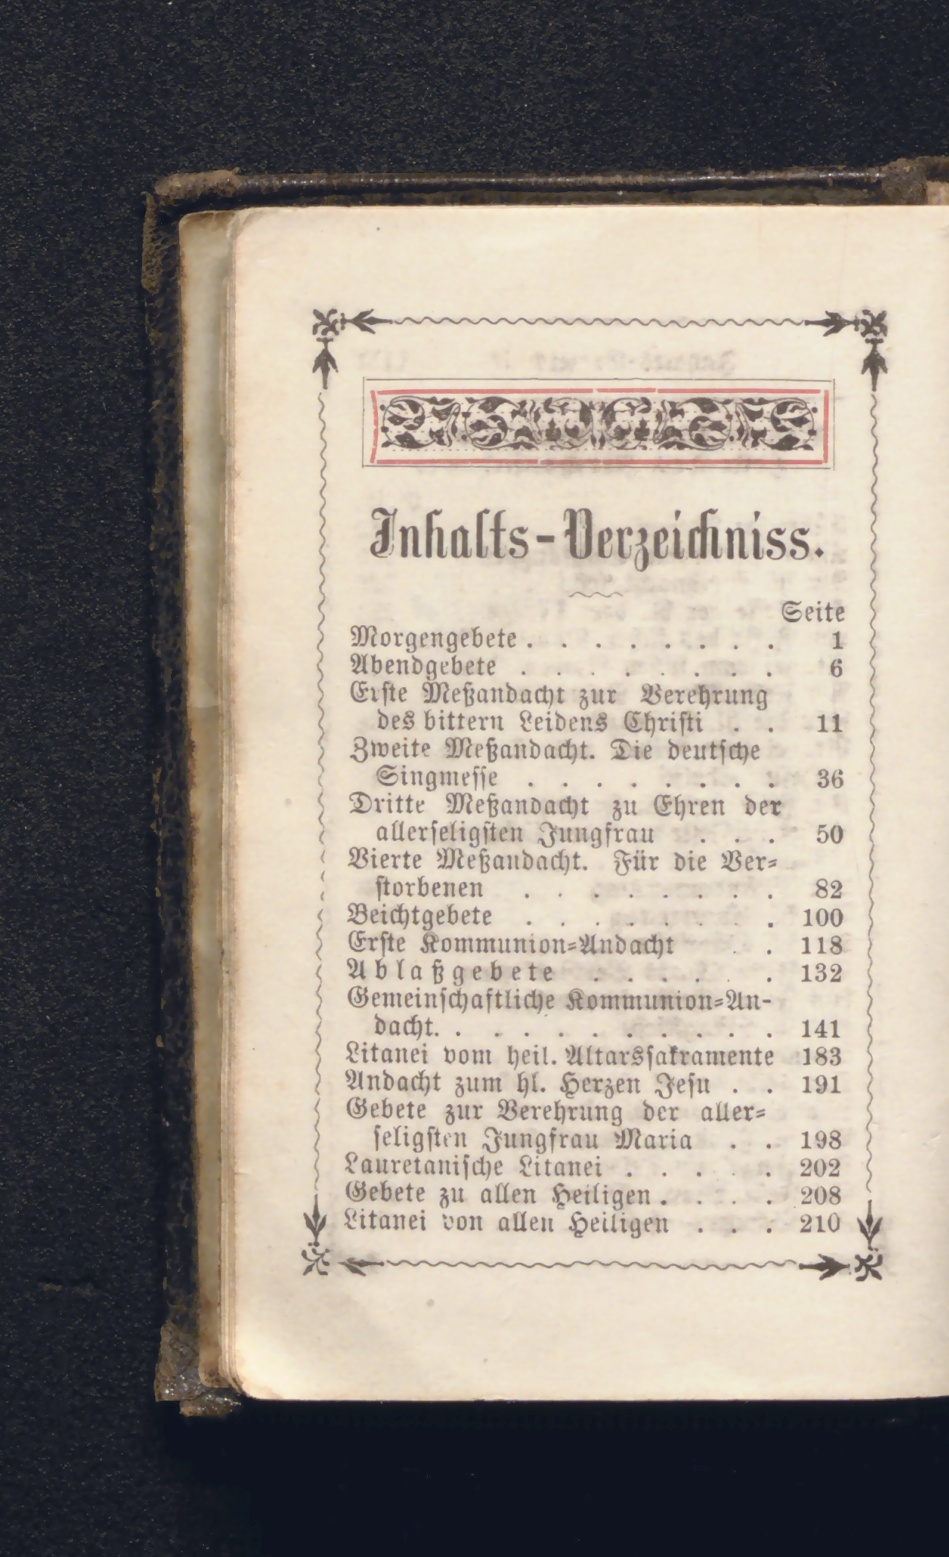 Inhalts-Verzeichniss.
Seite
Morgengebete . . . . . . . . . 1
Abendgebete . . . . . . . . 6
Erste Meßandacht zur Verehrung
des bittern Leidens Christi . . 11
Zweite Meßandacht. Die deutsche
Singmesse . . . . . . . . 36
Dritte Meßandacht zu Ehren der
allerseligsten Jungfrau . . . 50
Vierte Meßandacht. Für die Ver-
storbenen . . . . . . . . 82
Beichtgebete . . . . . . . . 100
Erste Kommunion-Andacht . . 118
Ablaßgebete . . . . . . 132
Gemeinschaftliche Kommunion-An-
dacht. . . . . . . . . . . 141
Litanei vom heil. Altarssakramente 183
Andacht zum hl. Herzen Jesu . . 191
Gebete zur Verehrung der aller-
seligsten Jungfrau Maria . . 198
Lauretanische Litanei . . . . . 202
Gebete zu allen Heiligen . . . . 208
Litanei von allen Heiligen . . . 210